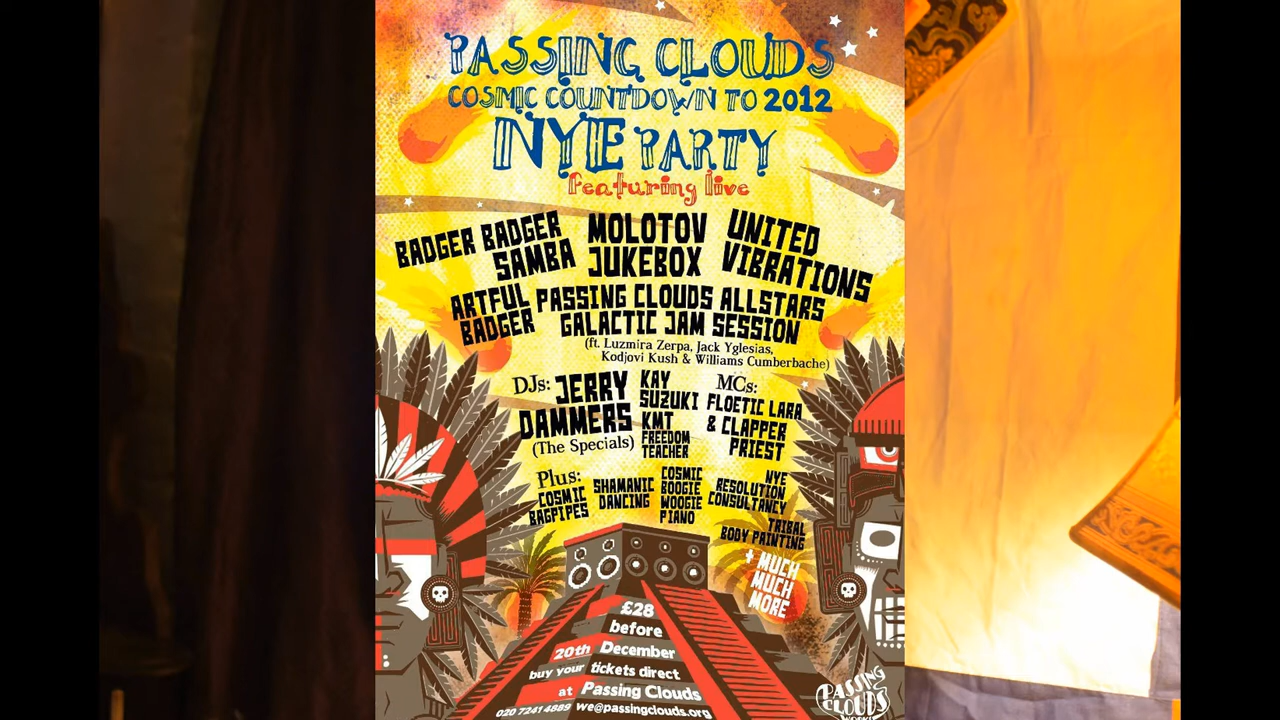 PASSING CLOUDS
COSMIC COUNTDOWN TO 2012
NYE PARTY
featuring live
BADGER BADGER
SAMBA
MOLOTOV
JUKEBOX
UNITED
VIBRATIONS
ARTFUL
BADGER
PASSING CLOUDS ALLSTARS
GALACTIC JAM SESSION
(ft. Luzmira Zerpa, Jack Yglesias,
Kodjovi Kush & Williams Cumberbache)
DJs: JERRY
DAMMERS
(The Specials)
KAY
SUZUKI
KMT
FREEDOM
TEACHER
MCs:
FLOETIC LARA
& CLAPPER
PRIEST
Plus:
COSMIC
BAGPIPES
SHAMANIC
DANCING
COSMIC
BOOGIE
WOOGIE
PIANO
NYE
RESOLUTION
CONSULTANCY
TRIBAL
BODY PAINTING
+ MUCH
MUCH
MORE
£28
before
20th December
buy your tickets direct
at Passing Clouds
020 7241 4889 we@passingclouds.org
PASSING
CLOUDS